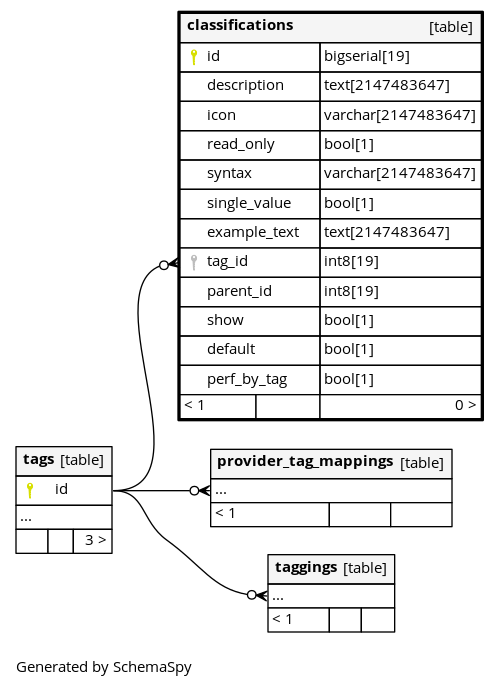 classifications [table]
id bigserial[19]
description text[2147483647]
icon varchar[2147483647]
read_only bool[1]
syntax varchar[2147483647]
single_value bool[1]
example_text text[2147483647]
tag_id int8[19]
parent_id int8[19]
show bool[1]
default bool[1]
perf_by_tag bool[1]
< 1 0 >
tags [table]
id
...
3 >
provider_tag_mappings [table]
...
< 1
taggings [table]
...
< 1
Generated by SchemaSpy